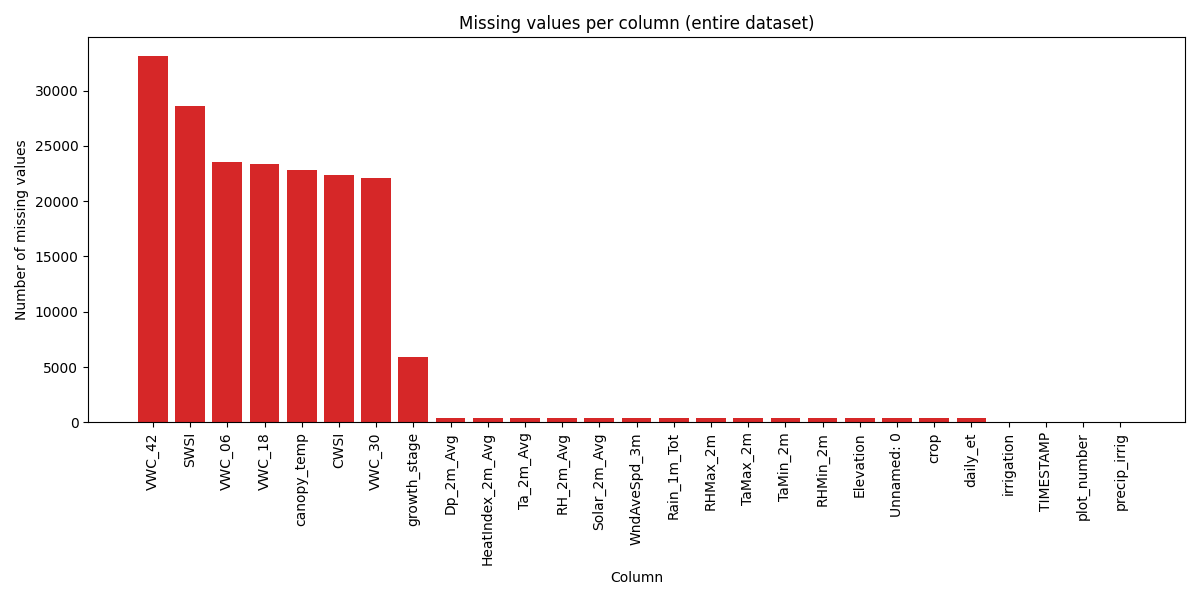 Missing values per column (entire dataset)
Number of missing values
30000
25000
20000
15000
10000
5000
0
VWC_42
SWSI
VWC_06
VWC_18
canopy_temp
CWSI
VWC_30
growth_stage
Dp_2m_Avg
HeatIndex_2m_Avg
Ta_2m_Avg
RH_2m_Avg
Solar_2m_Avg
WndAveSpd_3m
Rain_1m_Tot
RHMax_2m
TaMax_2m
TaMin_2m
RHMin_2m
Elevation
Unnamed: 0
crop
daily_et
irrigation
TIMESTAMP
plot_number
precip_irrig
Column